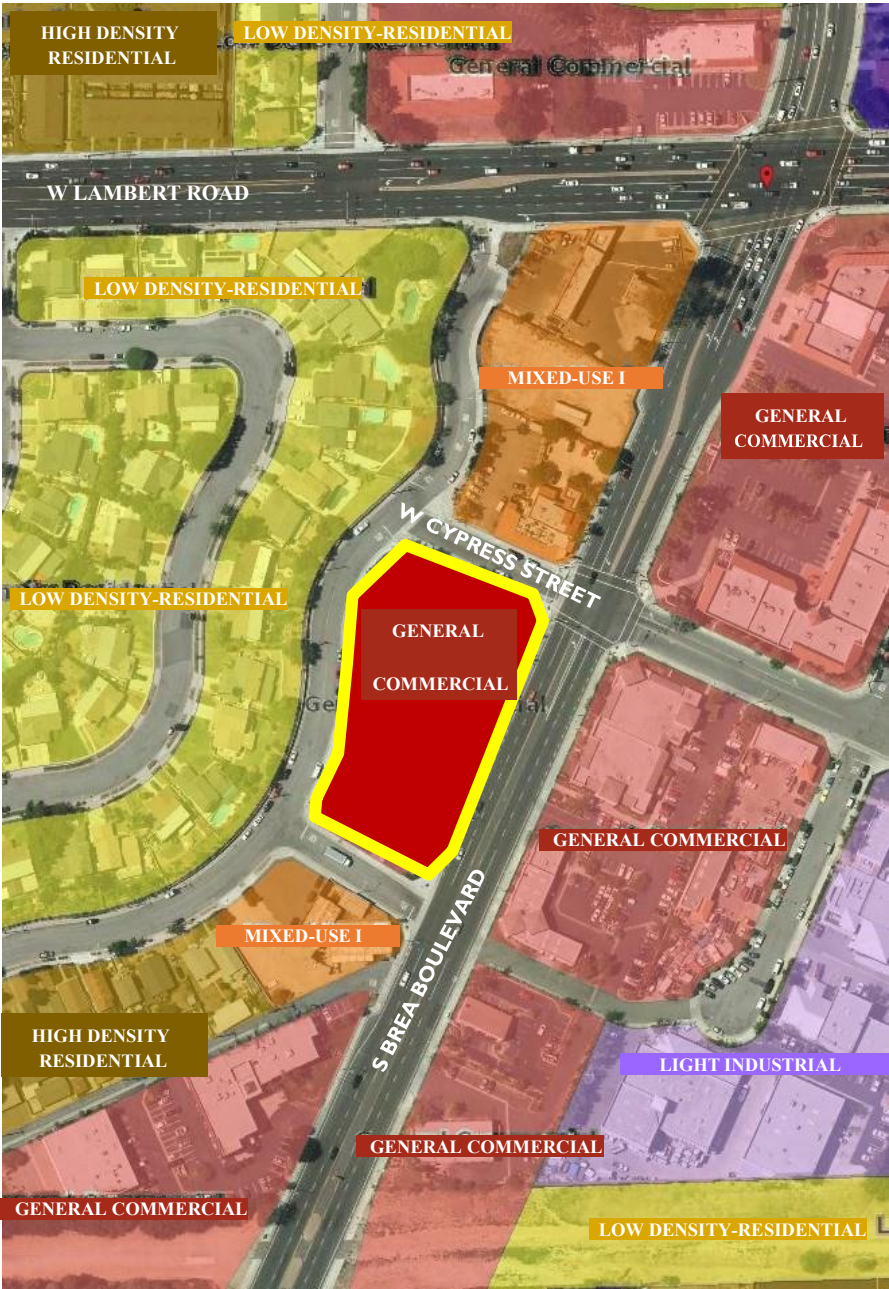 HIGH DENSITY
RESIDENTIAL
LOW DENSITY-RESIDENTIAL
General Commercial
W LAMBERT ROAD
LOW DENSITY-RESIDENTIAL
MIXED-USE I
GENERAL
COMMERCIAL
W CYPRESS STREET
LOW DENSITY-RESIDENTIAL
GENERAL
COMMERCIAL
GENERAL COMMERCIAL
S BREA BOULEVARD
MIXED-USE I
HIGH DENSITY
RESIDENTIAL
LIGHT INDUSTRIAL
GENERAL COMMERCIAL
GENERAL COMMERCIAL
LOW DENSITY-RESIDENTIAL